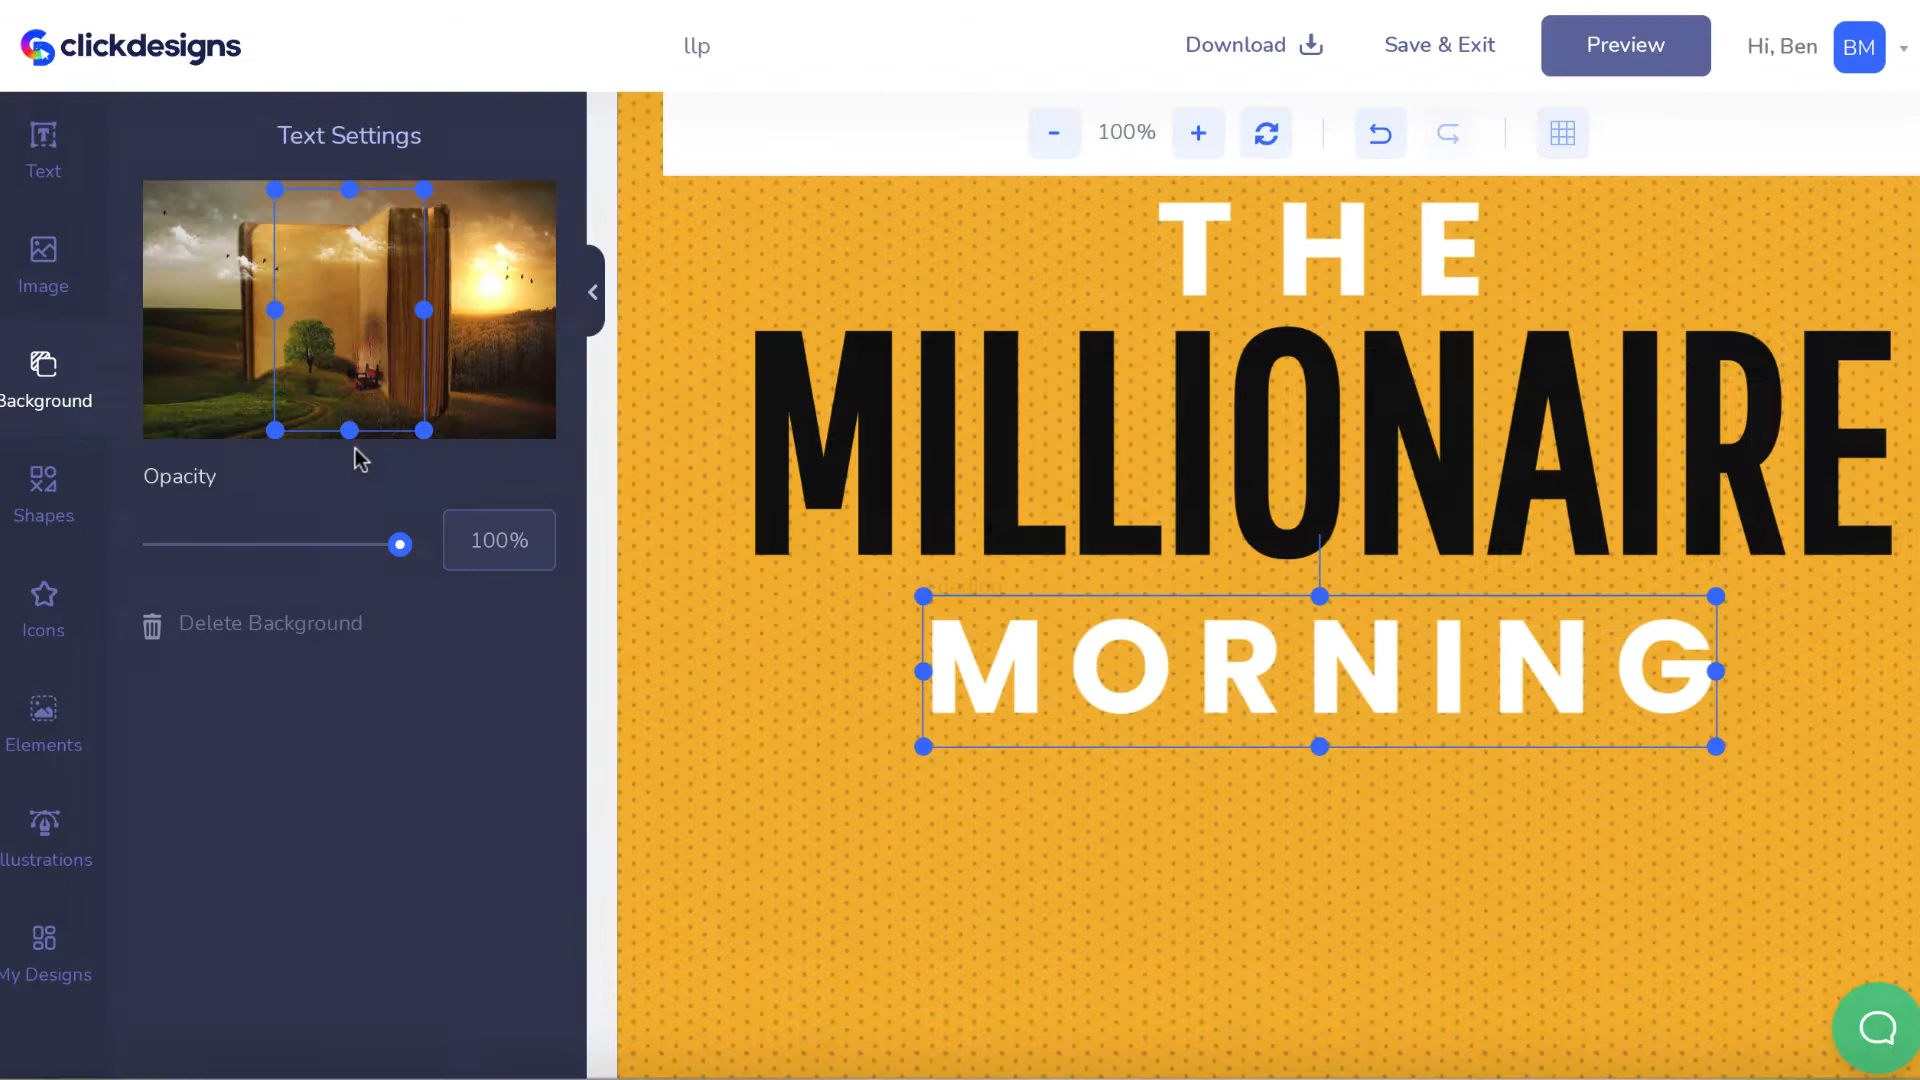 clickdesigns
llp
Download
Save & Exit
Preview
Hi, Ben
BM
Text Settings
100%
Text
Image
Background
Shapes
Icons
Elements
Illustrations
My Designs
Opacity
100%
Delete Background
THE
MILLIONAIRE
MORNING